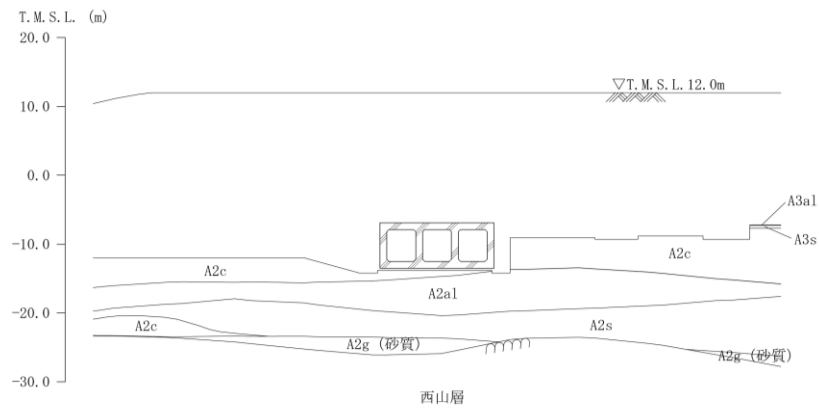 T.M.S.L. (m)
20.0
▽T.M.S.L.12.0m
10.0
0.0
A3al
A3s
-10.0
A2c
A2c
A2al
-20.0
A2c
A2s
A2g (砂質)
A2g (砂質)
-30.0
西山層